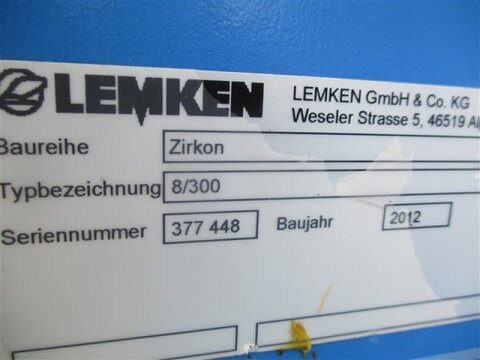 LEMKEN
LEMKEN GmbH & Co. KG
Weseler Strasse 5, 46519
Baureihe Zirkon
Typbezeichnung 8/300
Seriennummer 377 448 Baujahr 2012